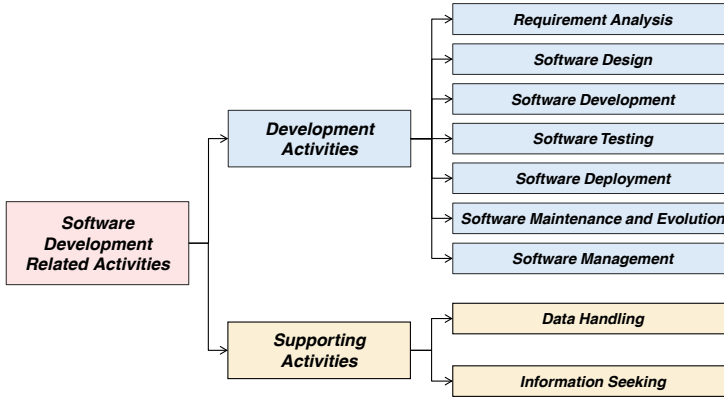 Software
Development
Related Activities
Development
Activities
Requirement Analysis
Software Design
Software Development
Software Testing
Software Deployment
Software Maintenance and Evolution
Software Management
Supporting
Activities
Data Handling
Information Seeking